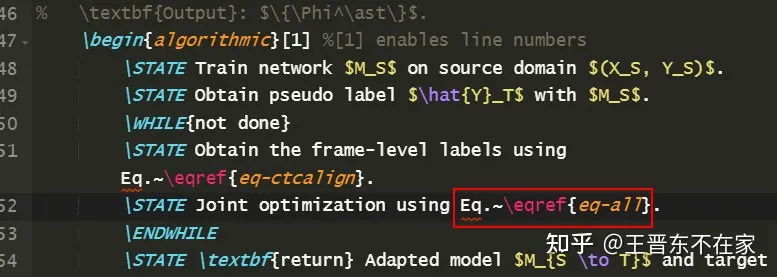 46 % \textbf{Output}: $\{\Phi^\ast\}$.
47 \begin{algorithmic}[1] %[1] enables line numbers
48 \STATE Train network $M_S$ on source domain $(X_S, Y_S)$.
49 \STATE Obtain pseudo label $\hat{Y}_T$ with $M_S$.
50 \WHILE{not done}
51 \STATE Obtain the frame-level labels using
Eq.~\eqref{eq-ctcalign}.
52 \STATE Joint optimization using Eq.~\eqref{eq-all}.
53 \ENDWHILE
54 \STATE \textbf{return} Adapted model $M_{S \to T}$ and target
知乎 @王晋东不在家